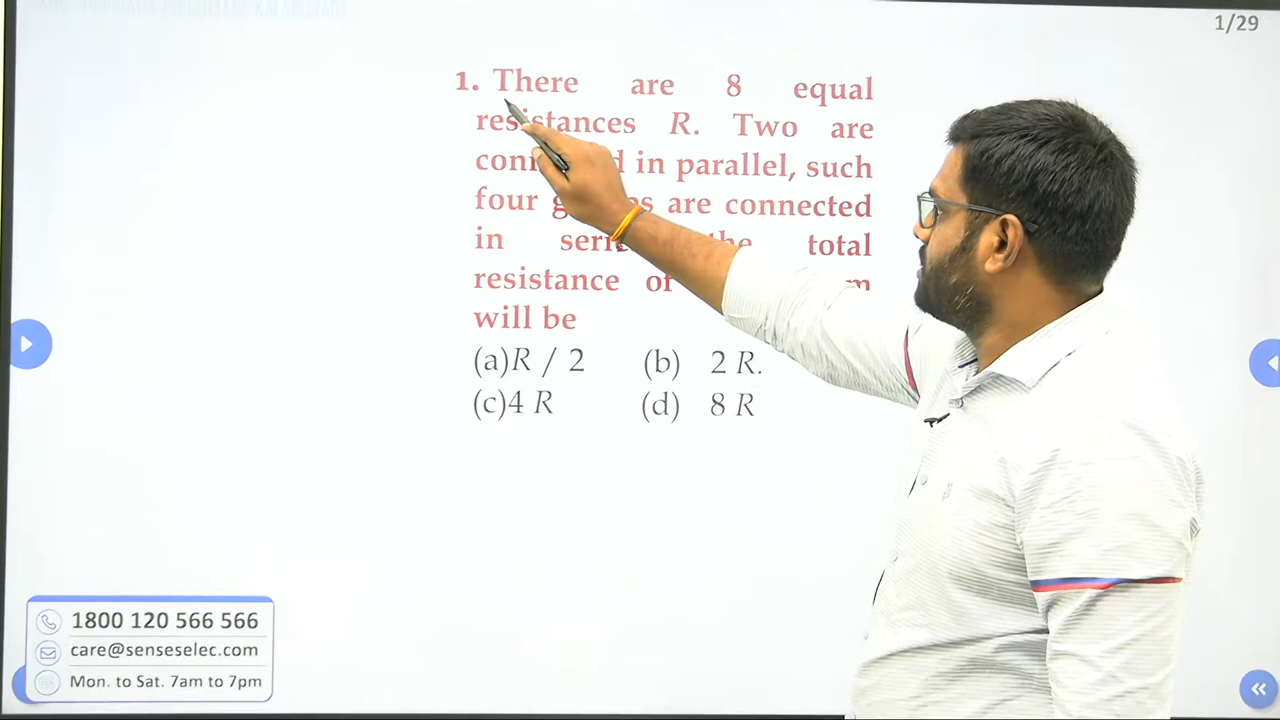 1/29
1. There are 8 equal
resistances R. Two are
in parallel, such
four are connected
in total
resistance of
will be
(a)R / 2 (b) 2 R.
(c)4 R (d) 8 R
1800 120 566 566
care@senseselec.com
Mon. to Sat. 7am to 7pm